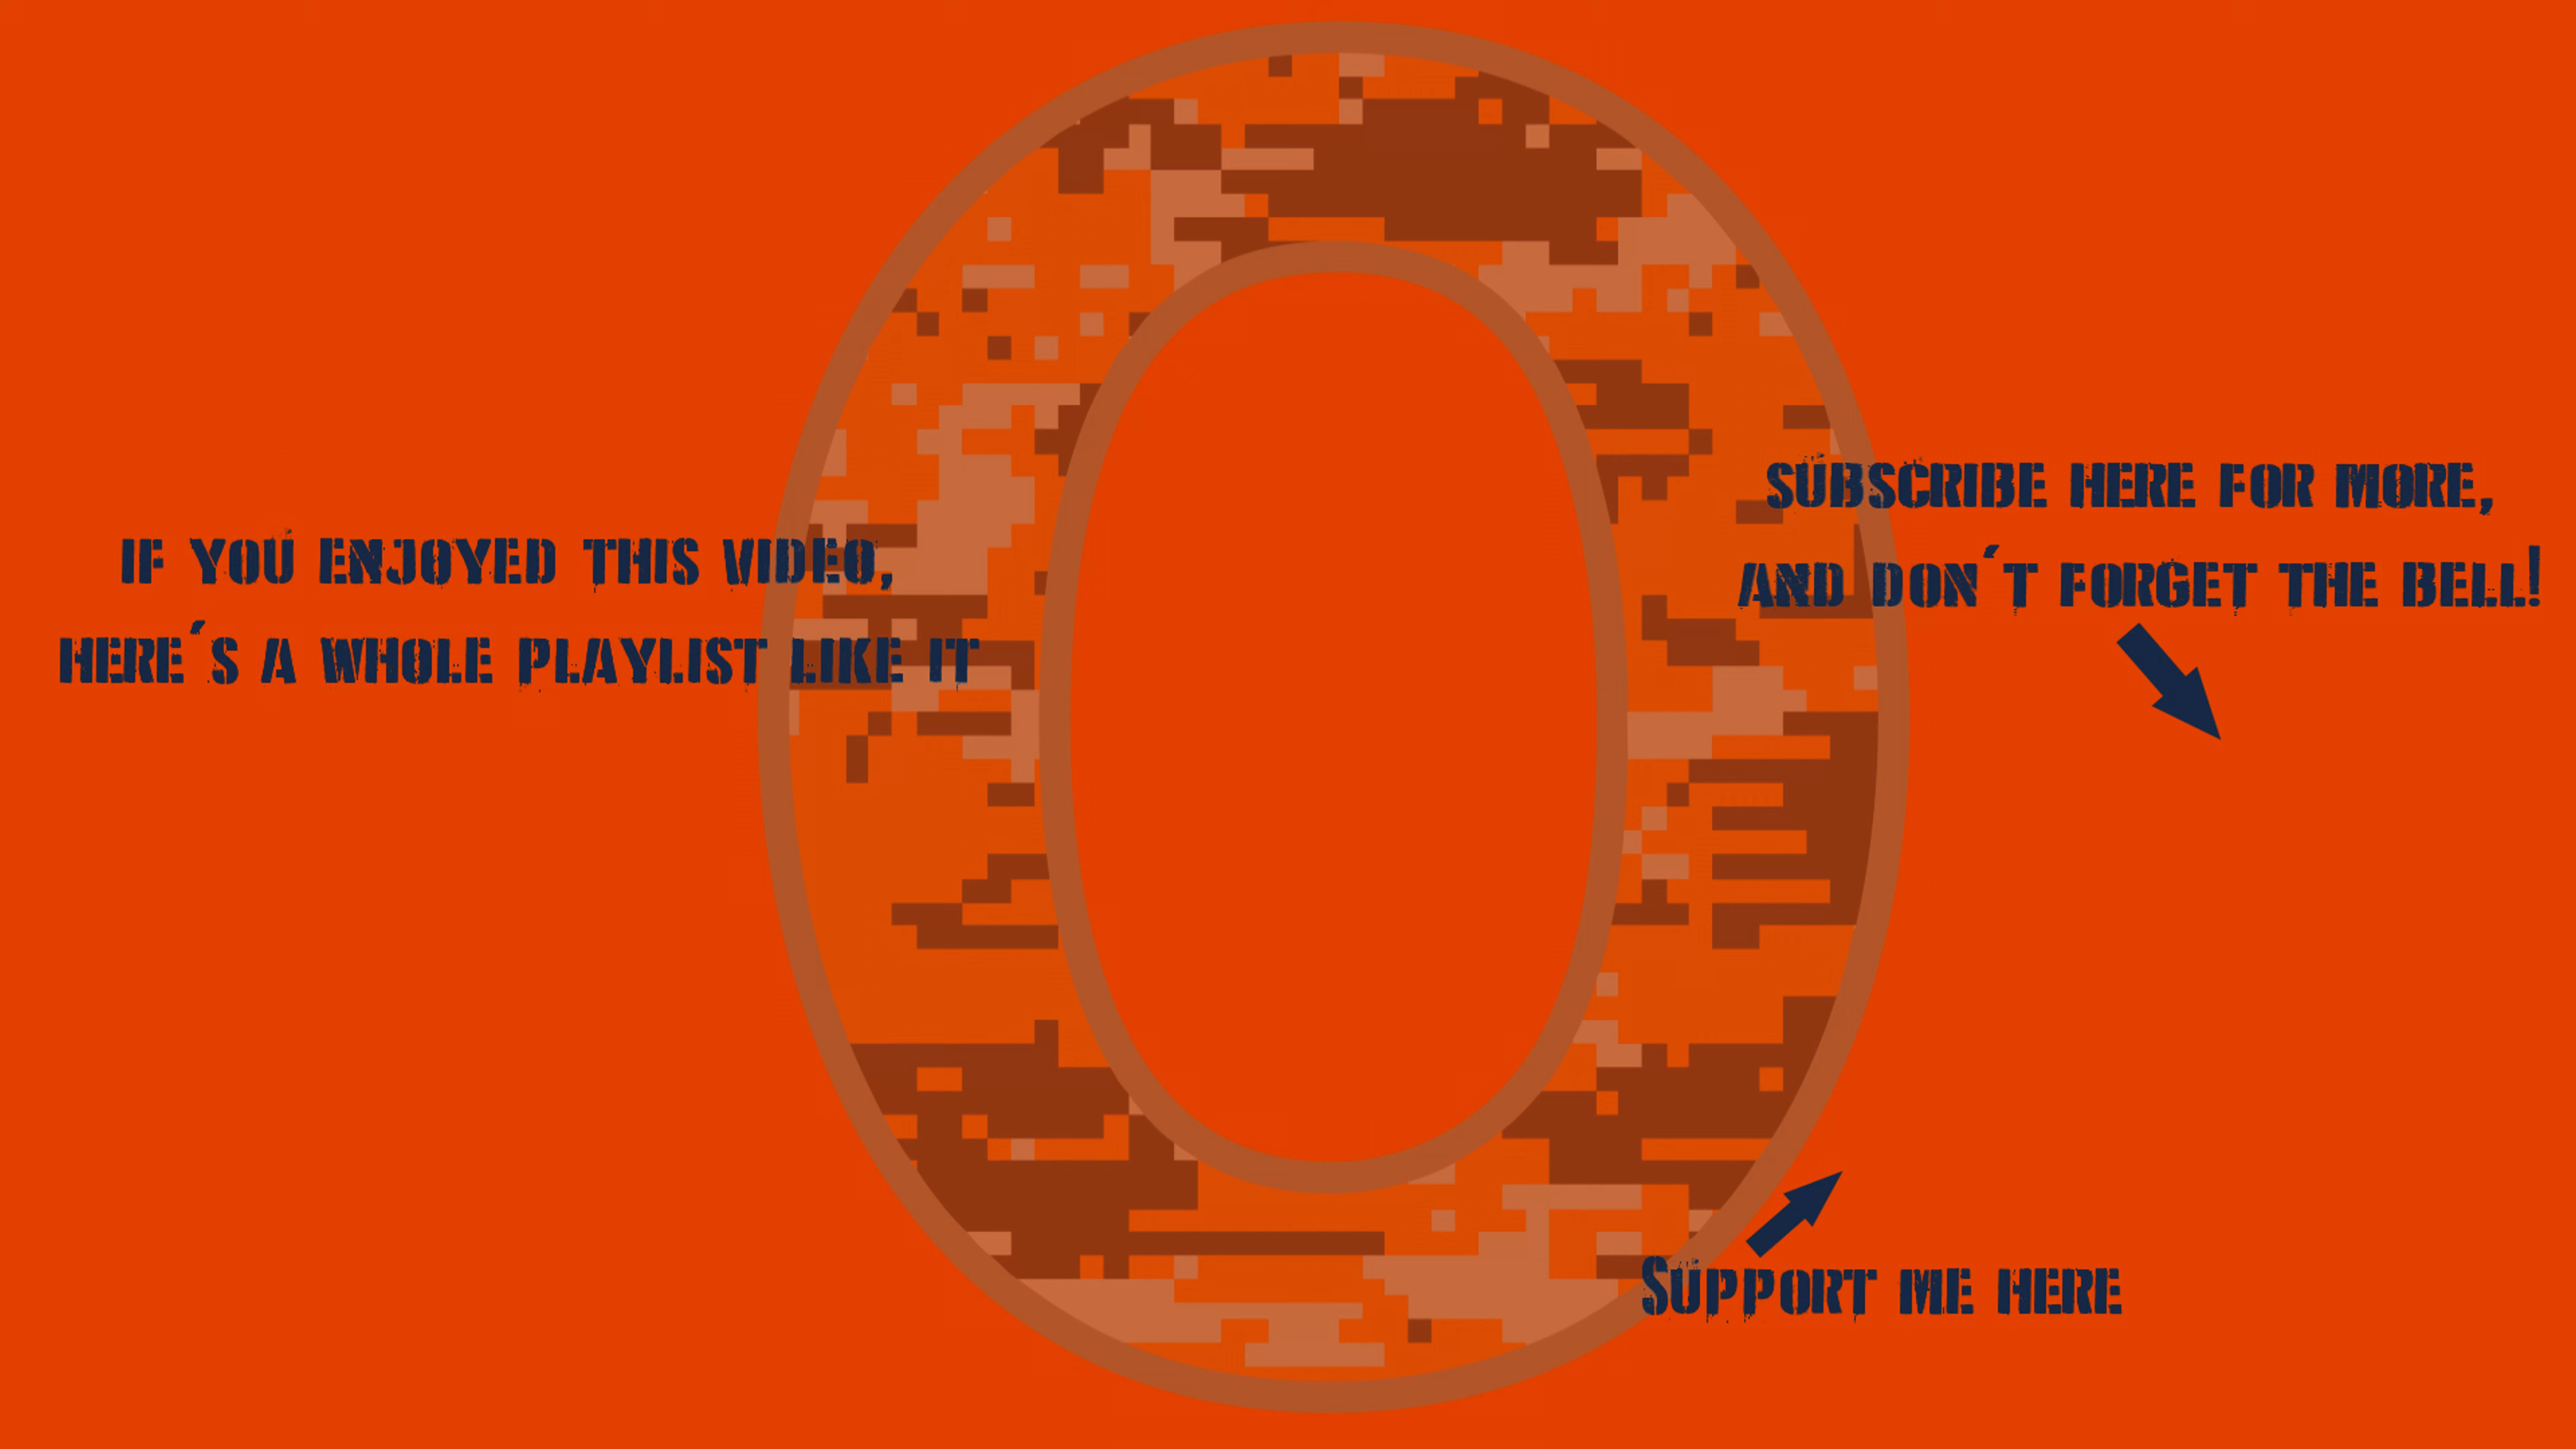 IF YOU ENJOYED THIS VIDEO,
HERE´S A WHOLE PLAYLIST LIKE IT
SUBSCRIBE HERE FOR MORE,
AND DON´T FORGET THE BELL!
SUPPORT ME HERE
O